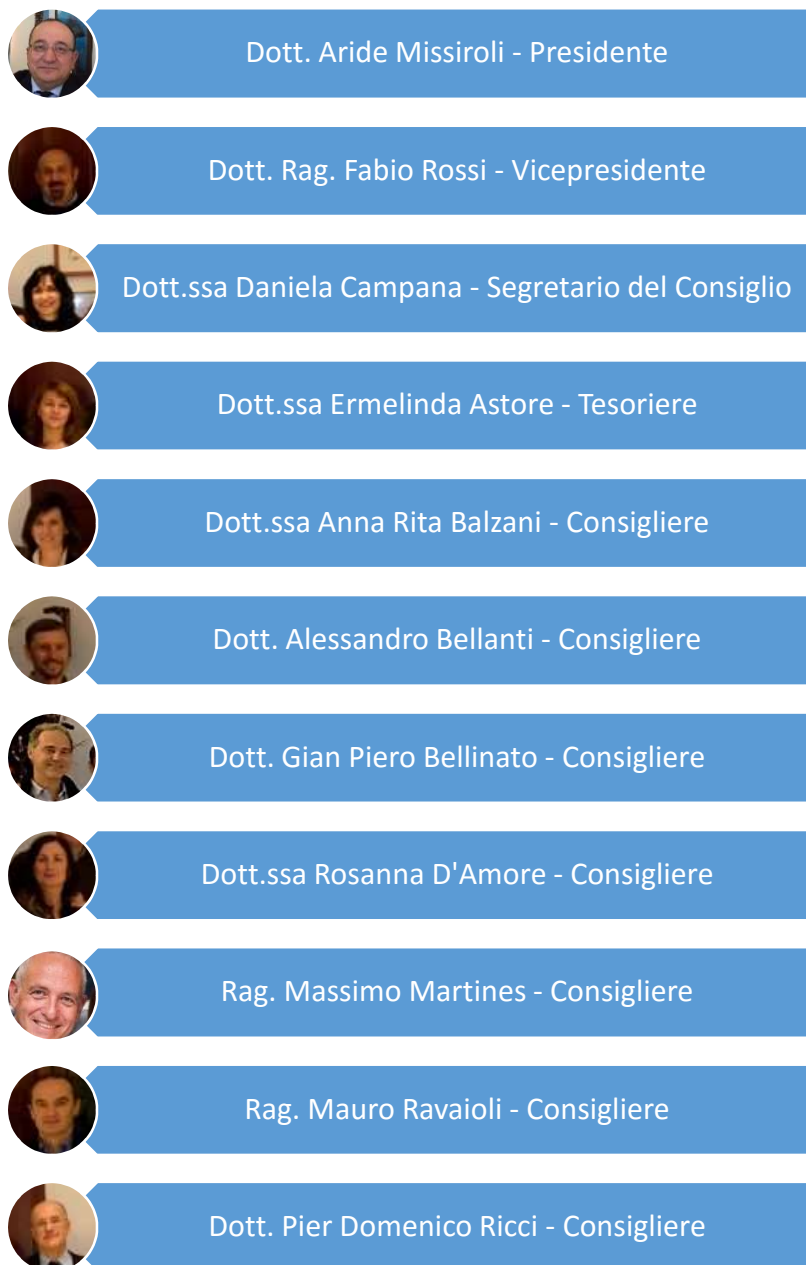 Dott. Aride Missiroli - Presidente
Dott. Rag. Fabio Rossi - Vicepresidente
Dott.ssa Daniela Campana - Segretario del Consiglio
Dott.ssa Ermelinda Astore - Tesoriere
Dott.ssa Anna Rita Balzani - Consigliere
Dott. Alessandro Bellanti - Consigliere
Dott. Gian Piero Bellinato - Consigliere
Dott.ssa Rosanna D'Amore - Consigliere
Rag. Massimo Martines - Consigliere
Rag. Mauro Ravaioli - Consigliere
Dott. Pier Domenico Ricci - Consigliere